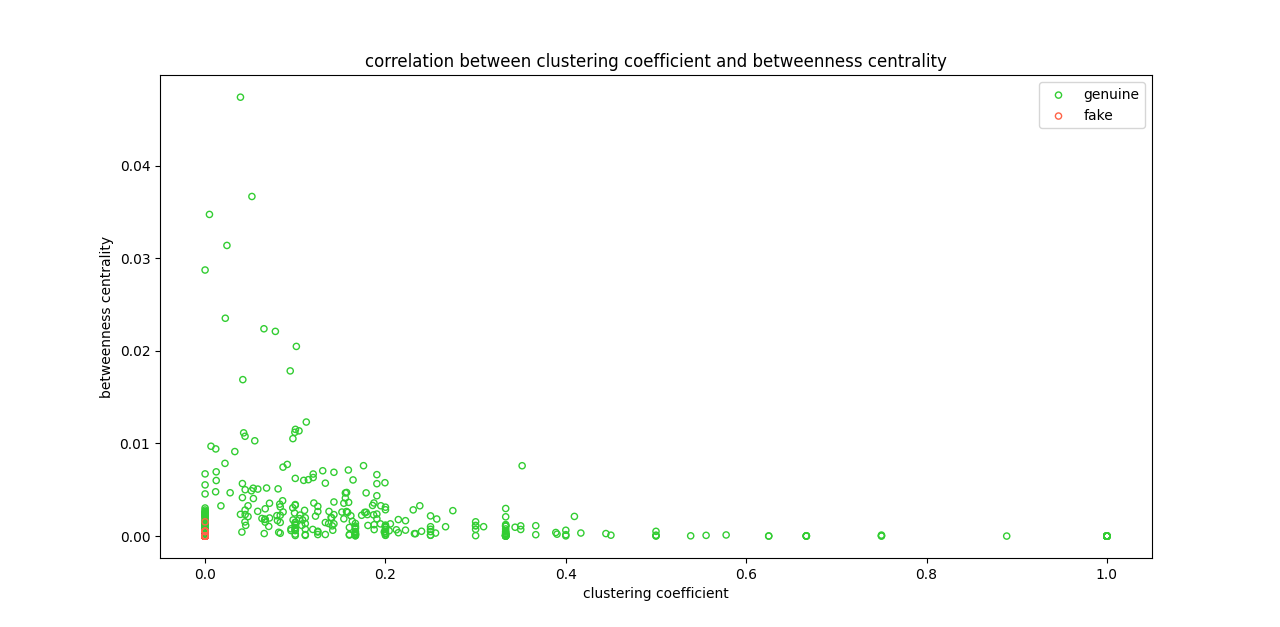 correlation between clustering coefficient and betweenness centrality
genuine
fake
betweenness centrality
0.04
0.03
0.02
0.01
0.00
0.0 0.2 0.4 0.6 0.8 1.0
clustering coefficient